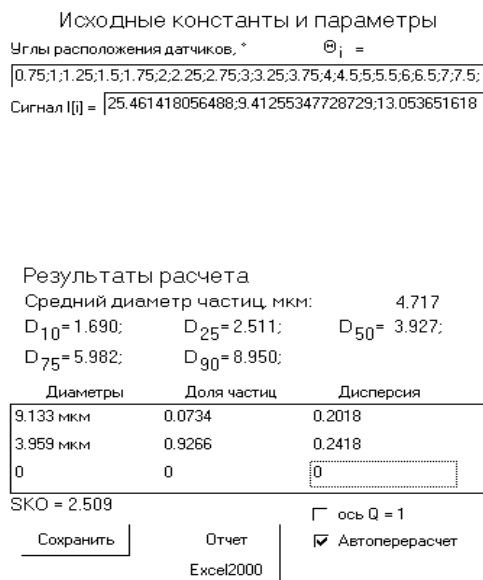 Исходные константы и параметры
Углы расположения датчиков, ° Θi =
0.75;1;1.25;1.5;1.75;2;2.25;2.75;3;3.25;3.75;4;4.5;5;5.5;6;6.5;7;7.5;
Сигнал I[i] = 25.461418056488;9.41255347728729;13.053651618
Результаты расчета
Средний диаметр частиц, мкм: 4.717
D10= 1.690; D25= 2.511; D50= 3.927;
D75= 5.982; D90= 8.950;
Диаметры Доля частиц Дисперсия
9.133 мкм 0.0734 0.2018
3.959 мкм 0.9266 0.2418
0 0 0
SKO = 2.509
ось Q = 1
Сохранить Отчет Автоперерасчет
Excel2000